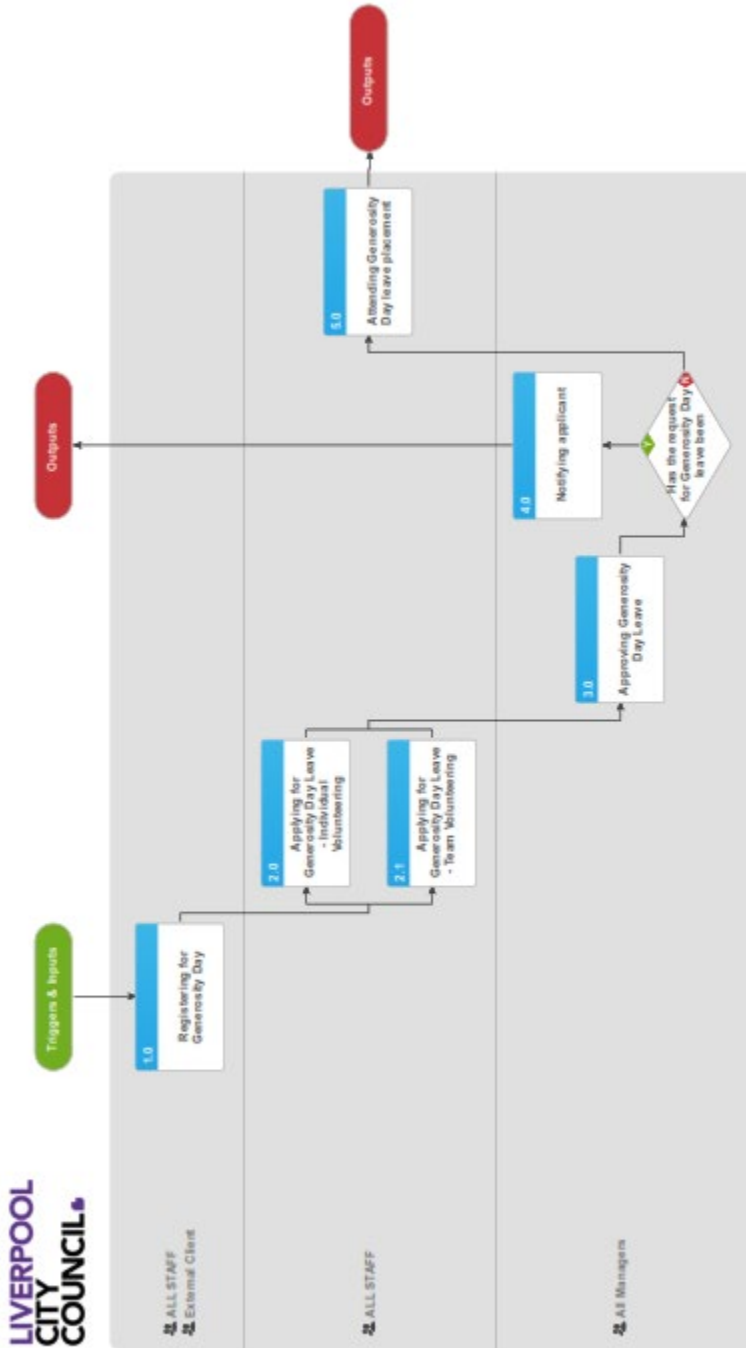 LIVERPOOL
CITY
COUNCIL
Triggers & Inputs
Outputs
Outputs
ALL STAFF
External Client
1.0
Registering for
Generosity Day
ALL STAFF
2.0
Applying for
Generosity Day Leave
- Individual
Volunteering
2.1
Applying for
Generosity Day Leave
- Team Volunteering
5.0
Attending Generosity
Day leave placement
All Managers
3.0
Approving Generosity
Day Leave
4.0
Notifying applicant
Y
Has the request
for Generosity Day
leave been
N